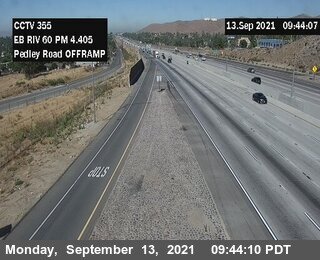 CCTV 355
EB RIV 60 PM 4.405
Pedley Road OFFRAMP
13.Sep 2021 09:44:07
STOP
Monday, September 13, 2021 09:44:10 PDT